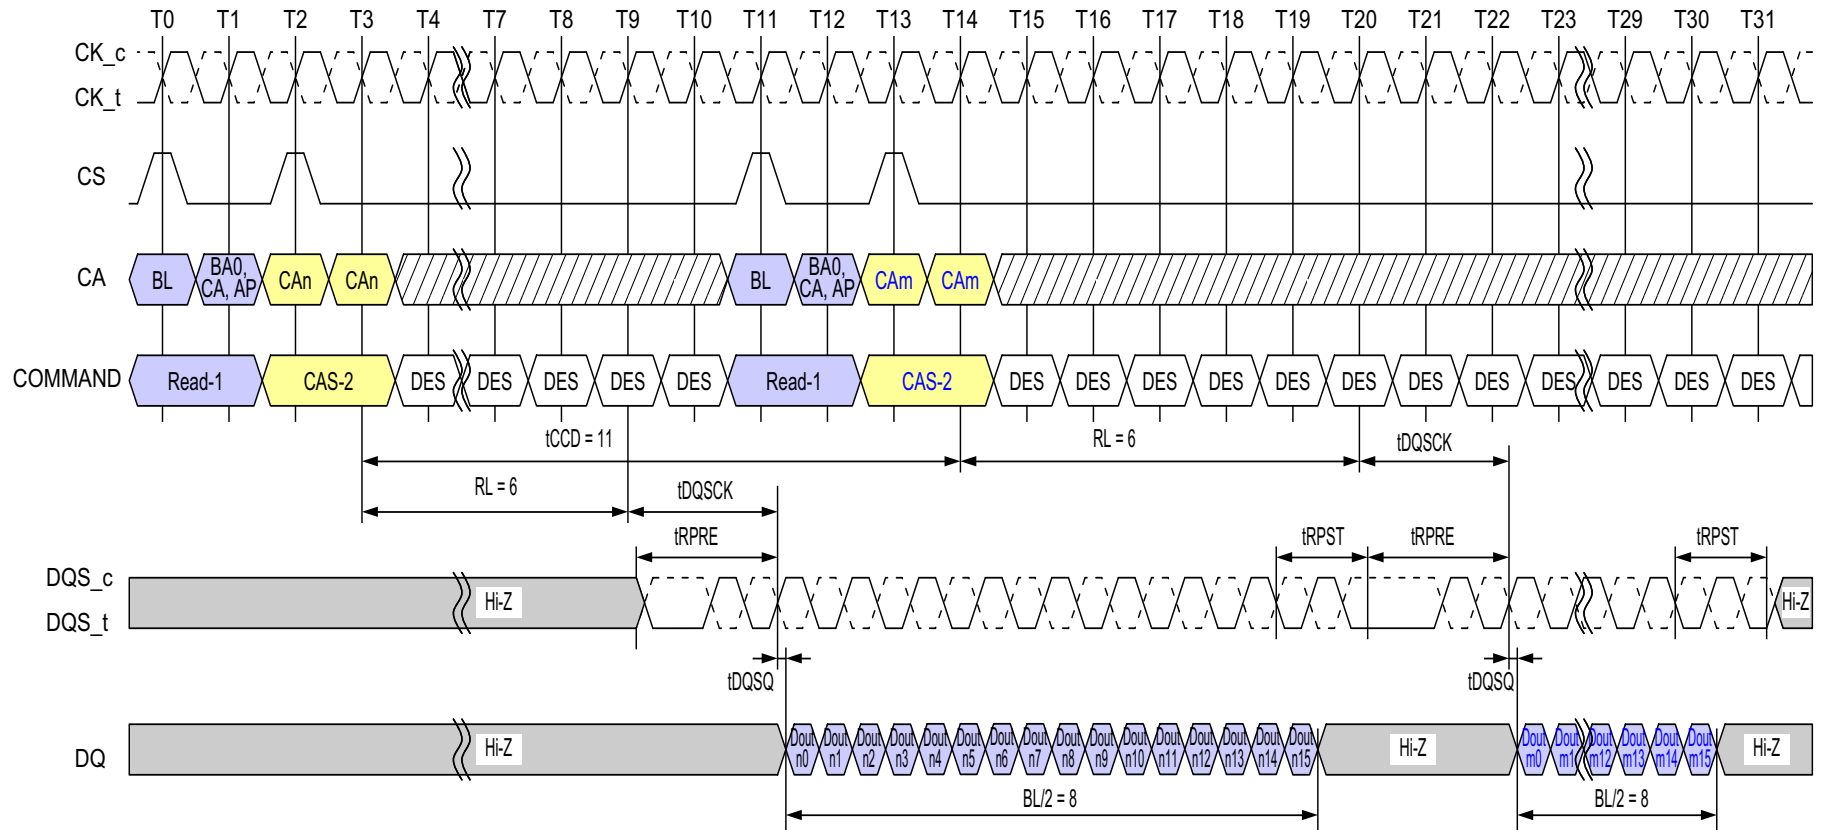 T0 T1 T2 T3 T4 T7 T8 T9 T10 T11 T12 T13 T14 T15 T16 T17 T18 T19 T20 T21 T22 T23 T29 T30 T31
CK_c
CK_t
CS
CA BL BA0, CA, AP CAn CAn BL BA0, CA, AP CAm CAm
COMMAND Read-1 CAS-2 DES DES DES DES DES Read-1 CAS-2 DES DES DES DES DES DES DES DES DES DES DES DES
tCCD = 11 RL = 6 tDQSCK
RL = 6 tDQSCK
tRPRE tRPST tRPRE tRPST
DQS_c
Hi-Z Hi-Z
DQS_t
tDQSQ tDQSQ
DQ Hi-Z Dout n0 Dout n1 Dout n2 Dout n3 Dout n4 Dout n5 Dout n6 Dout n7 Dout n8 Dout n9 Dout n10 Dout n11 Dout n12 Dout n13 Dout n14 Dout n15 Hi-Z Dout m0 Dout m1 Dout m12 Dout m13 Dout m14 Dout m15 Hi-Z
BL/2 = 8 BL/2 = 8